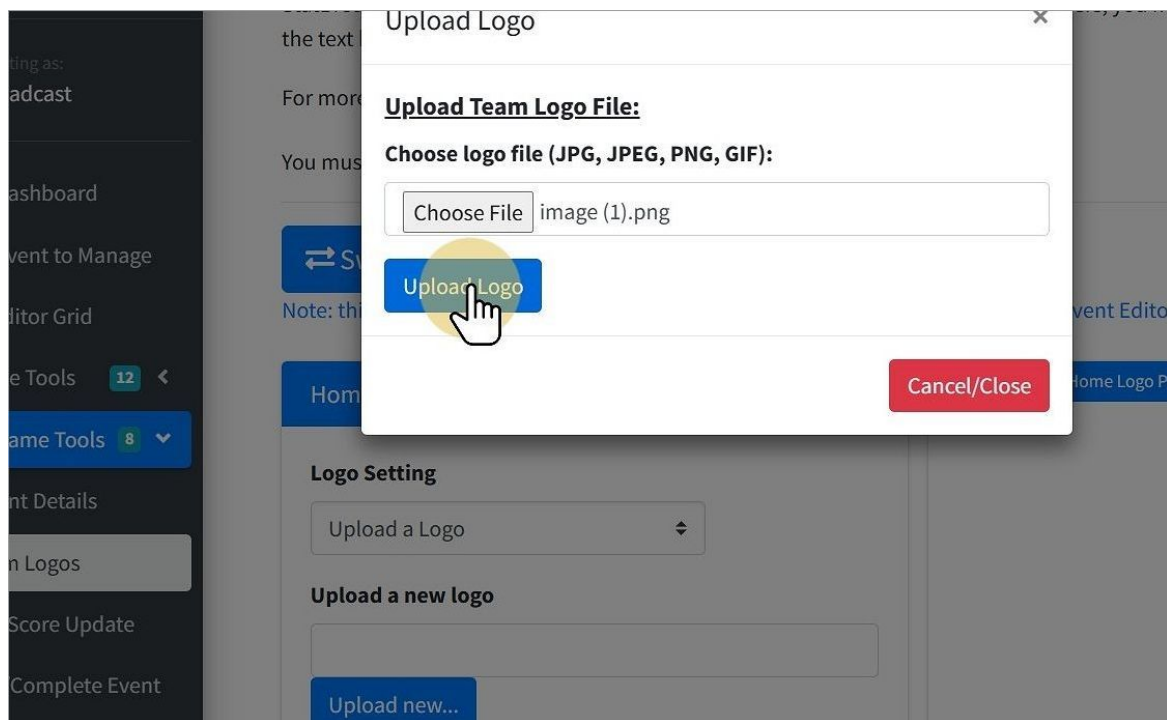 Upload Logo
×
the text
ting as:
adcast
For more
Upload Team Logo File:
Choose logo file (JPG, JPEG, PNG, GIF):
You mus
Choose File image (1).png
ashboard
vent to Manage
Sw
Upload Logo
Note: thi
vent Edito
ditor Grid
e Tools 12
Cancel/Close
Home Logo P
Hom
ame Tools 8
Logo Setting
nt Details
Upload a Logo
n Logos
Upload a new logo
Score Update
Complete Event
Upload new...